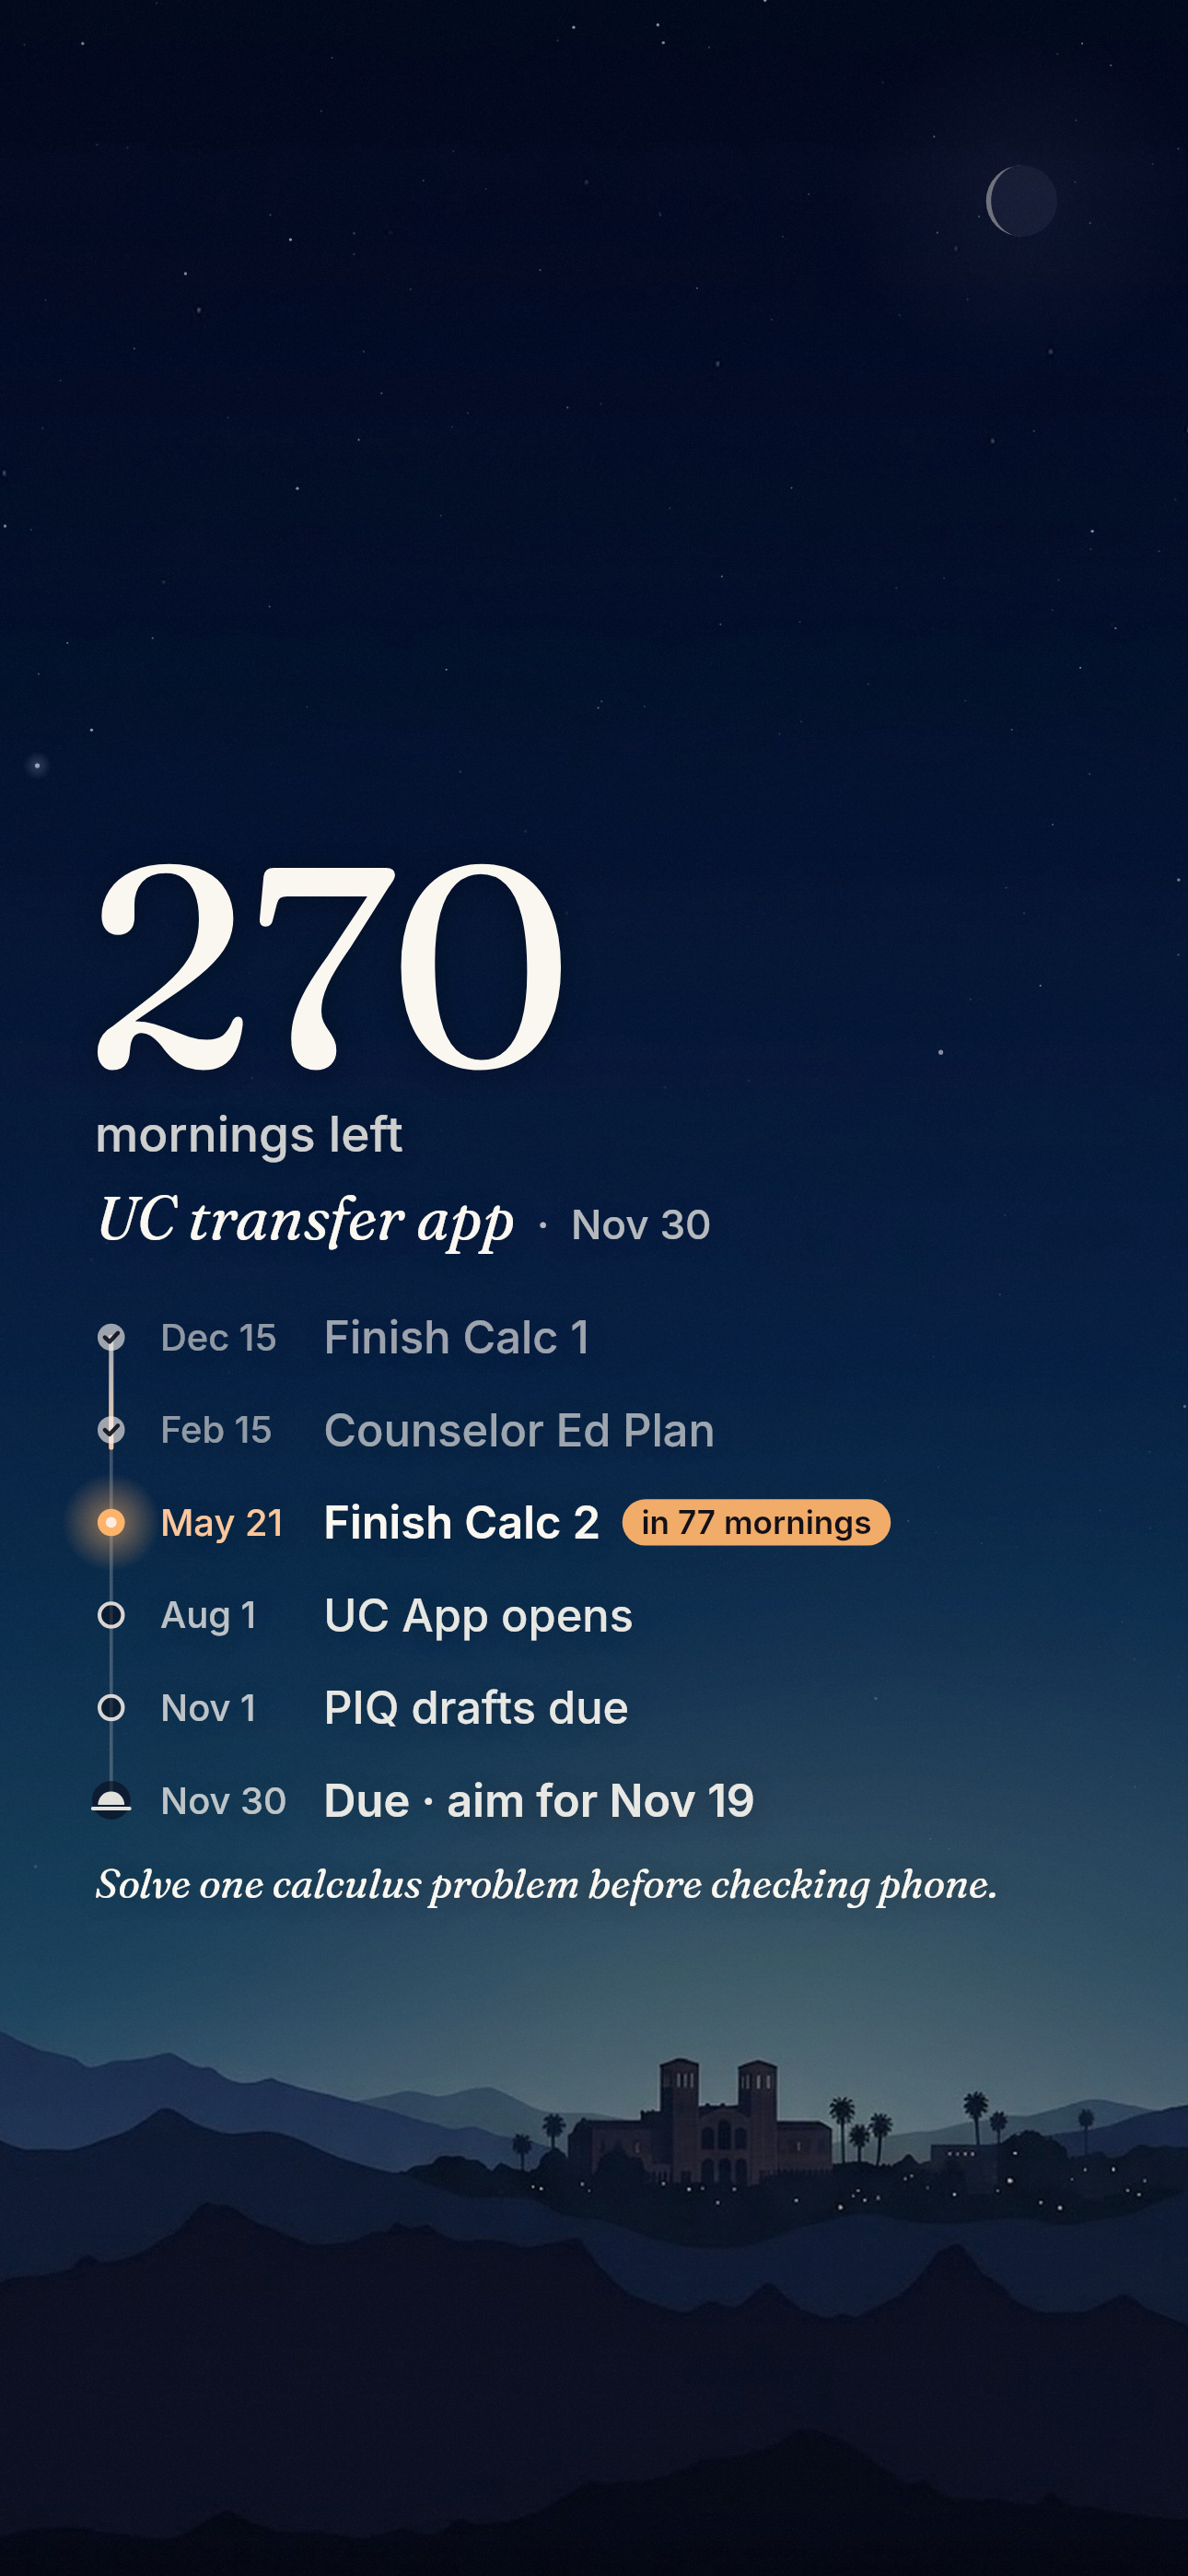 270
mornings left
UC transfer app · Nov 30
Dec 15 Finish Calc 1
Feb 15 Counselor Ed Plan
May 21 Finish Calc 2 in 77 mornings
Aug 1 UC App opens
Nov 1 PIQ drafts due
Nov 30 Due · aim for Nov 19
Solve one calculus problem before checking phone.